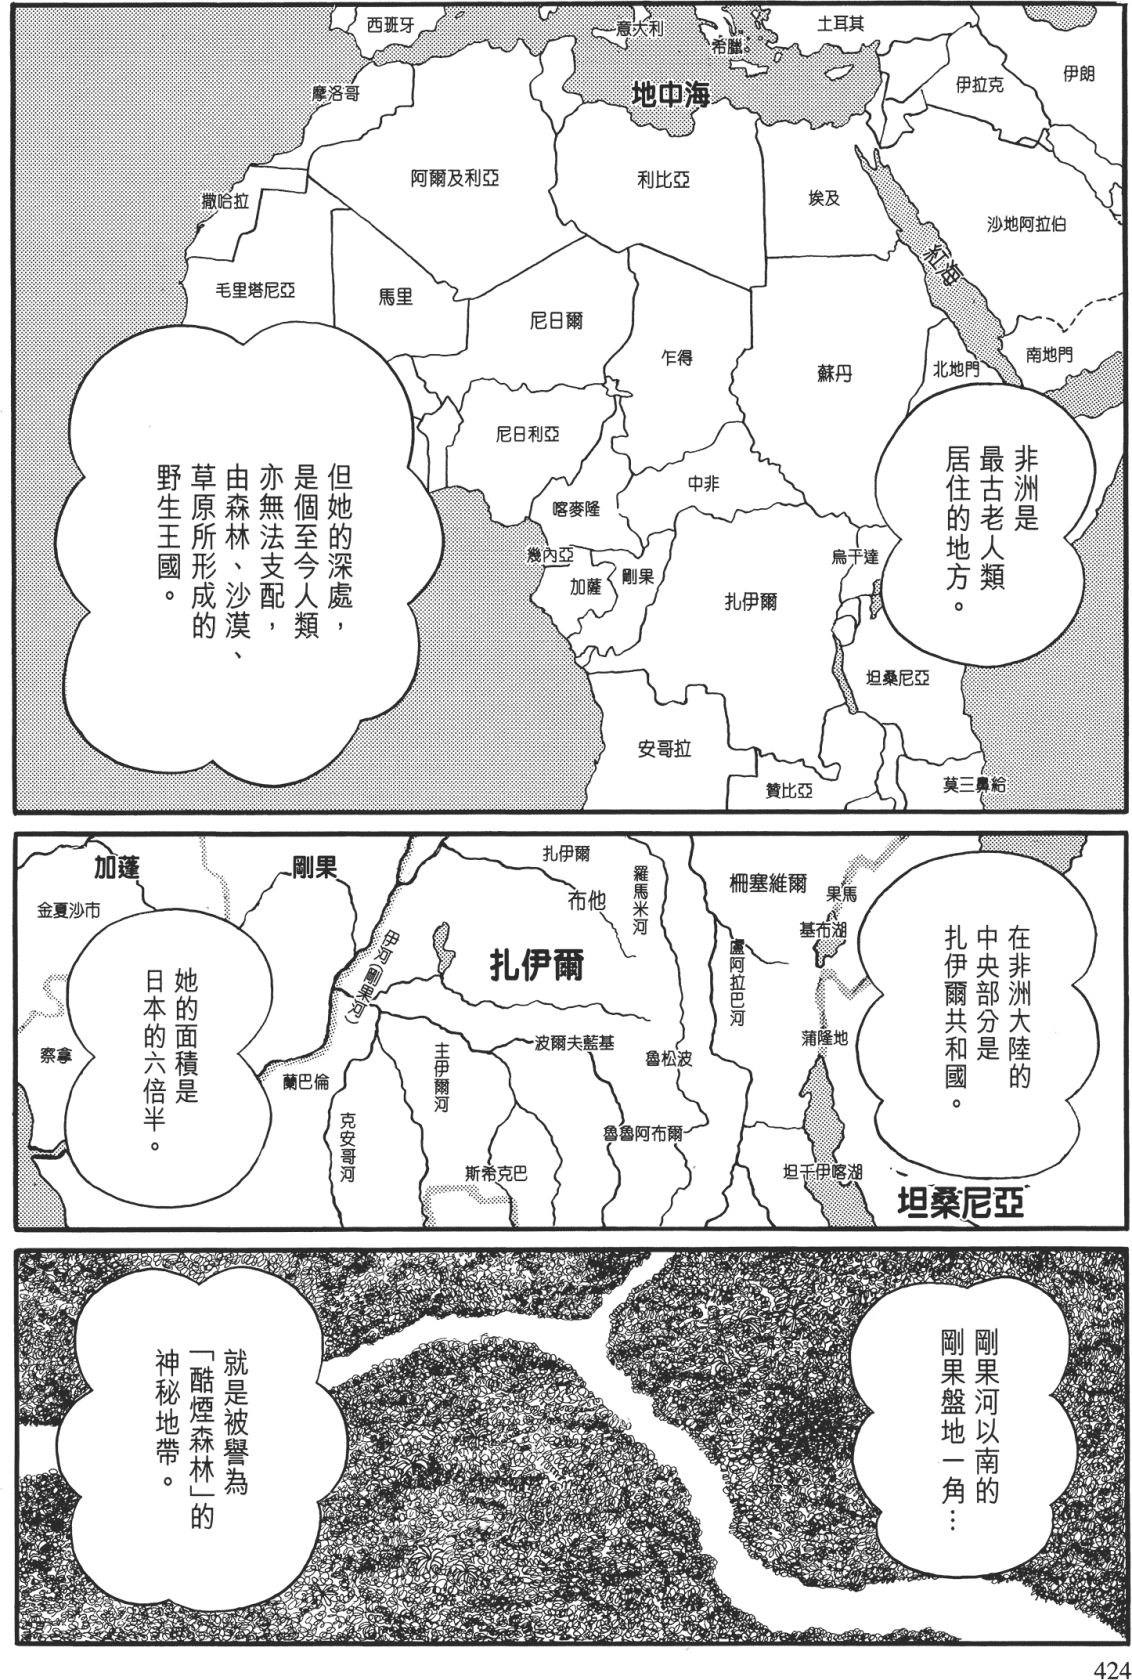 西班牙
意大利
希臘
土耳其
伊拉克
伊朗
地中海
摩洛哥
阿爾及利亞
利比亞
埃及
撒哈拉
沙地阿拉伯
紅海
毛里塔尼亞
馬里
尼日爾
乍得
蘇丹
北地門
南地門
尼日利亞
中非
喀麥隆
幾內亞
加薩
剛果
扎伊爾
烏干達
坦桑尼亞
安哥拉
贊比亞
莫三鼻給
非洲是
最古老人類
居住的地方。
但她的深處，
是個至今人類
亦無法支配，
由森林、沙漠、
草原所形成的
野生王國。
加蓬
剛果
扎伊爾
布他
羅馬米河
柵塞維爾
果馬
基布湖
金夏沙市
伊河(剛果河)
扎伊爾
盧阿拉巴河
察拿
蘭巴倫
主伊爾河
波爾夫藍基
魯松波
蒲隆地
克安哥河
魯魯阿布爾
斯希克巴
坦千伊喀湖
坦桑尼亞
在非洲大陸的
中央部分是
扎伊爾共和國。
她的面積是
日本的六倍半。
剛果河以南的
剛果盤地一角…
就是被譽為
「酷煙森林」的
神秘地帶。
424